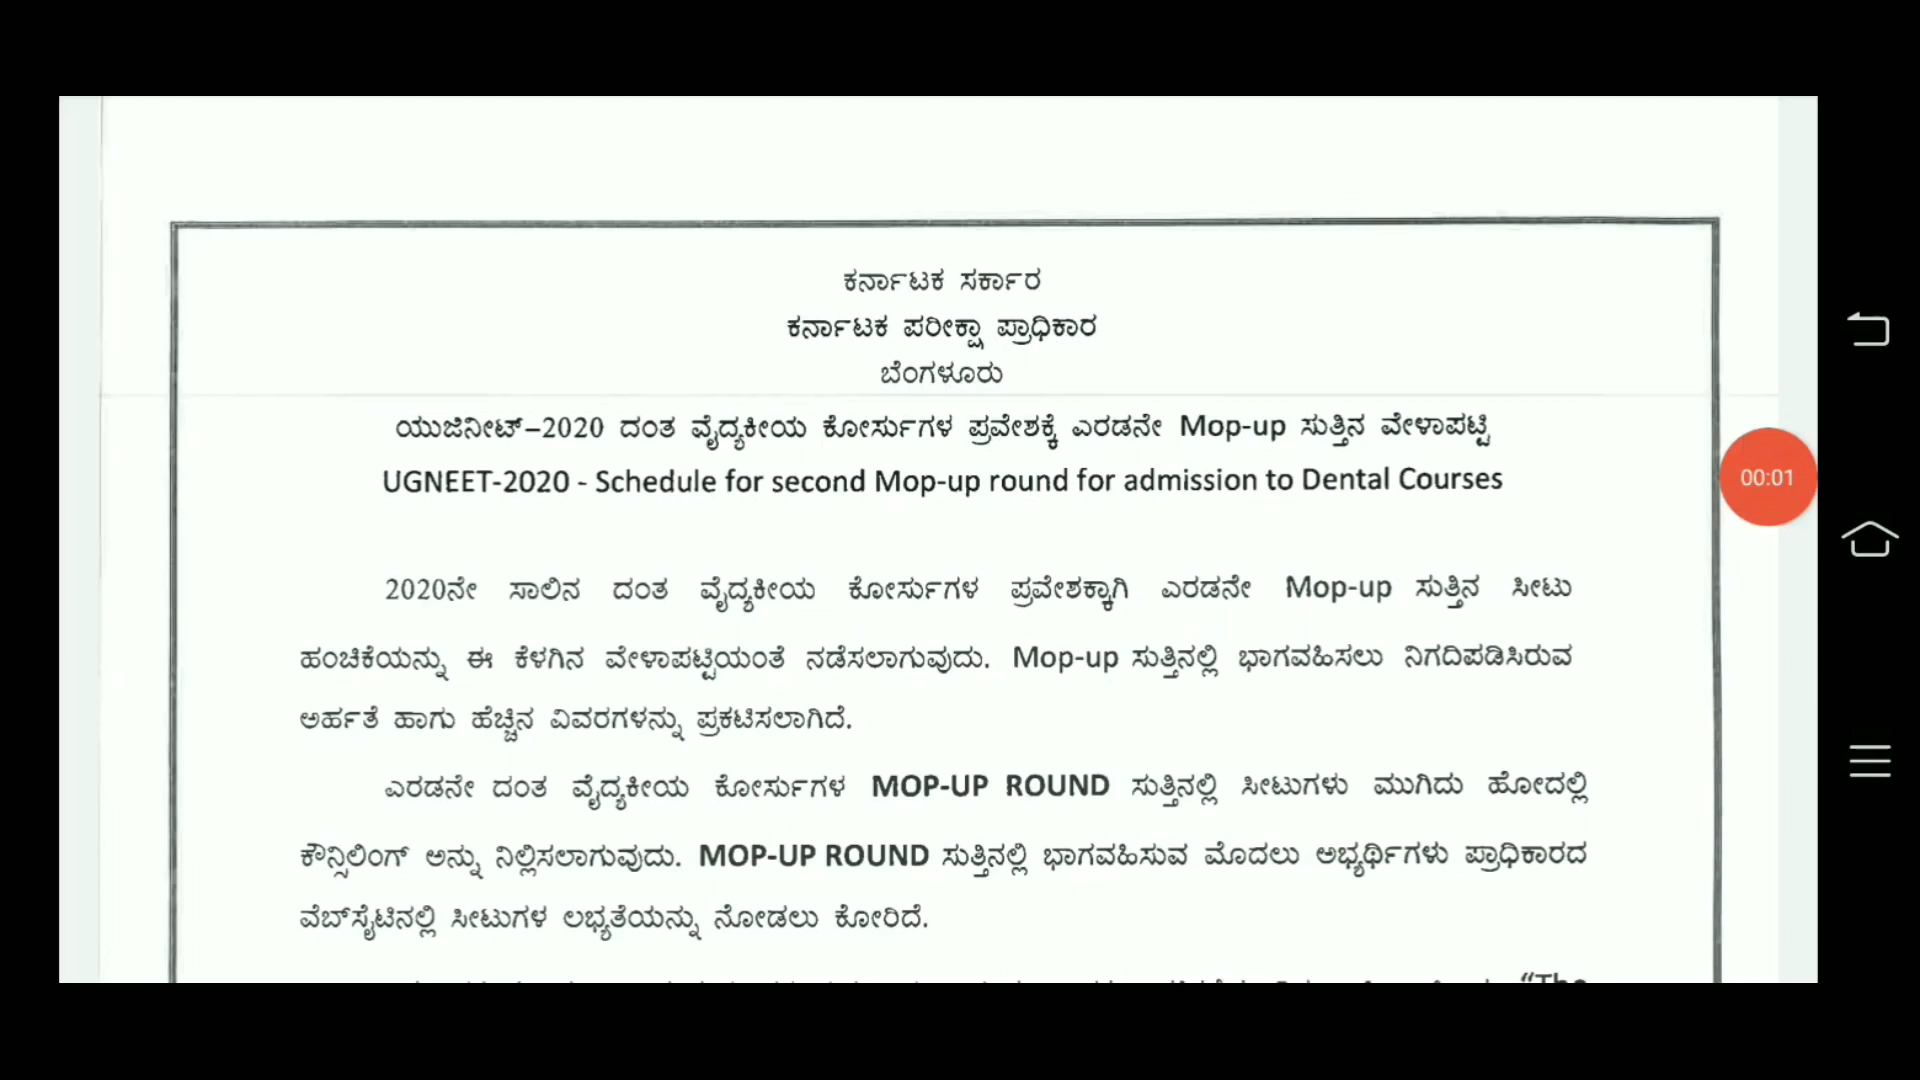 ಕರ್ನಾಟಕ ಸರ್ಕಾರ
ಕರ್ನಾಟಕ ಪರೀಕ್ಷಾ ಪ್ರಾಧಿಕಾರ
ಬೆಂಗಳೂರು
ಯುಜಿನೀಟ್–2020 ದಂತ ವೈದ್ಯಕೀಯ ಕೋರ್ಸುಗಳ ಪ್ರವೇಶಕ್ಕೆ ಎರಡನೇ Mop-up ಸುತ್ತಿನ ವೇಳಾಪಟ್ಟಿ
UGNEET-2020 - Schedule for second Mop-up round for admission to Dental Courses
00:01
2020ನೇ ಸಾಲಿನ ದಂತ ವೈದ್ಯಕೀಯ ಕೋರ್ಸುಗಳ ಪ್ರವೇಶಕ್ಕಾಗಿ ಎರಡನೇ Mop-up ಸುತ್ತಿನ ಸೀಟು
ಹಂಚಿಕೆಯನ್ನು ಈ ಕೆಳಗಿನ ವೇಳಾಪಟ್ಟಿಯಂತೆ ನಡೆಸಲಾಗುವುದು. Mop-up ಸುತ್ತಿನಲ್ಲಿ ಭಾಗವಹಿಸಲು ನಿಗದಿಪಡಿಸಿರುವ
ಅರ್ಹತೆ ಹಾಗು ಹೆಚ್ಚಿನ ವಿವರಗಳನ್ನು ಪ್ರಕಟಿಸಲಾಗಿದೆ.
ಎರಡನೇ ದಂತ ವೈದ್ಯಕೀಯ ಕೋರ್ಸುಗಳ MOP-UP ROUND ಸುತ್ತಿನಲ್ಲಿ ಸೀಟುಗಳು ಮುಗಿದು ಹೋದಲ್ಲಿ
ಕೌನ್ಸಿಲಿಂಗ್ ಅನ್ನು ನಿಲ್ಲಿಸಲಾಗುವುದು. MOP-UP ROUND ಸುತ್ತಿನಲ್ಲಿ ಭಾಗವಹಿಸುವ ಮೊದಲು ಅಭ್ಯರ್ಥಿಗಳು ಪ್ರಾಧಿಕಾರದ
ವೆಬ್‌ಸೈಟಿನಲ್ಲಿ ಸೀಟುಗಳ ಲಭ್ಯತೆಯನ್ನು ನೋಡಲು ಕೋರಿದೆ.